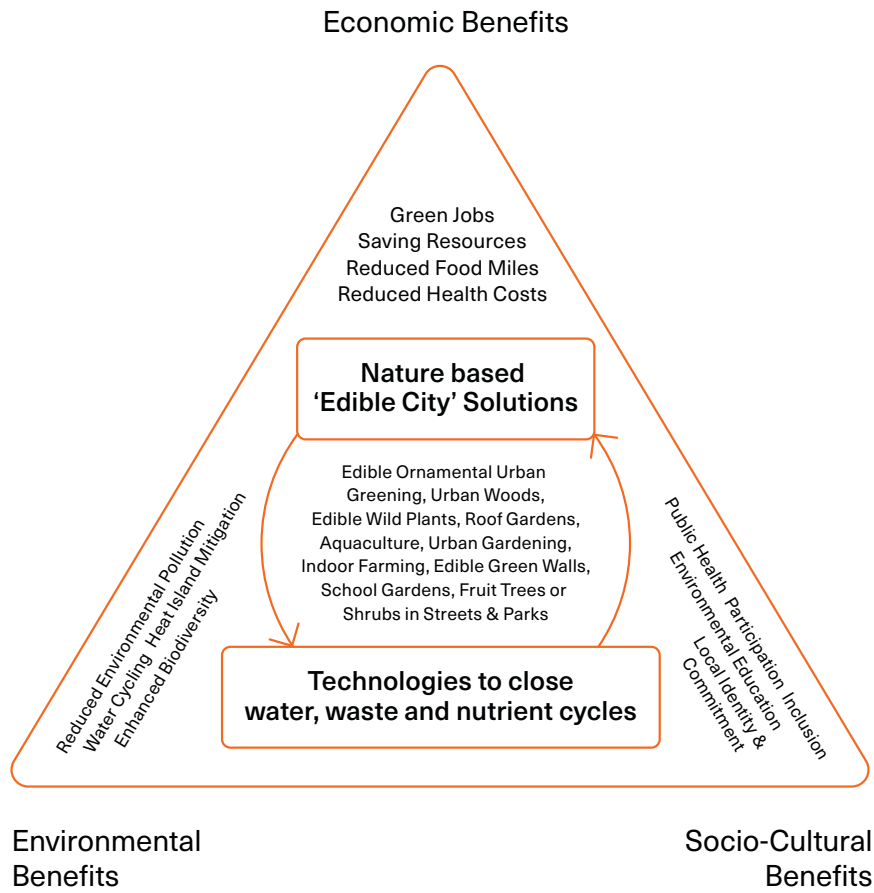 Economic Benefits
Green Jobs
Saving Resources
Reduced Food Miles
Reduced Health Costs
Nature based
‘Edible City’ Solutions
Edible Ornamental Urban
Greening, Urban Woods,
Edible Wild Plants, Roof Gardens,
Aquaculture, Urban Gardening,
Indoor Farming, Edible Green Walls,
School Gardens, Fruit Trees or
Shrubs in Streets & Parks
Technologies to close
water, waste and nutrient cycles
Reduced Environmental Pollution
Water Cycling Heat Island Mitigation
Enhanced Biodiversity
Public Health Participation Inclusion
Environmental Education
Local Identity &
Commitment
Environmental
Benefits
Socio-Cultural
Benefits